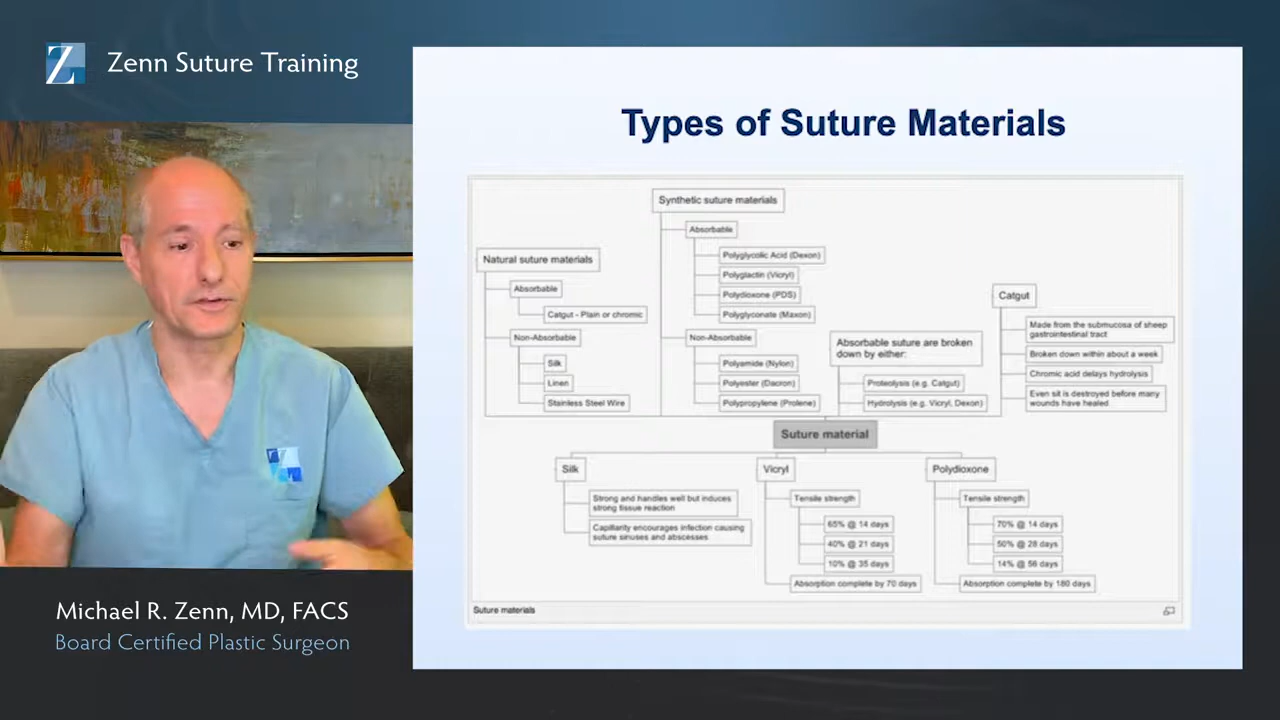 Zenn Suture Training
Types of Suture Materials
Synthetic suture materials
Absorbable
Polyglycolic Acid (Dexon)
Polyglactin (Vicryl)
Polydioxone (PDS)
Polyglyconate (Maxon)
Non-Absorbable
Polyamide (Nylon)
Polyester (Dacron)
Polypropylene (Prolene)
Natural suture materials
Absorbable
Catgut - Plain or chromic
Non-Absorbable
Silk
Linen
Stainless Steel Wire
Absorbable suture are broken
down by either:
Proteolysis (e.g. Catgut)
Hydrolysis (e.g. Vicryl, Dexon)
Catgut
Made from the submucosa of sheep
gastrointestinal tract
Broken down within about a week
Chromic acid delays hydrolysis
Even sit is destroyed before many
wounds have healed
Suture material
Silk
Strong and handles well but induces
strong tissue reaction
Capillarity encourages infection causing
suture sinuses and abscesses
Vicryl
Tensile strength
65% @ 14 days
40% @ 21 days
10% @ 35 days
Absorption complete by 70 days
Polydioxone
Tensile strength
70% @ 14 days
50% @ 28 days
14% @ 56 days
Absorption complete by 180 days
Suture materials
Michael R. Zenn, MD, FACS
Board Certified Plastic Surgeon